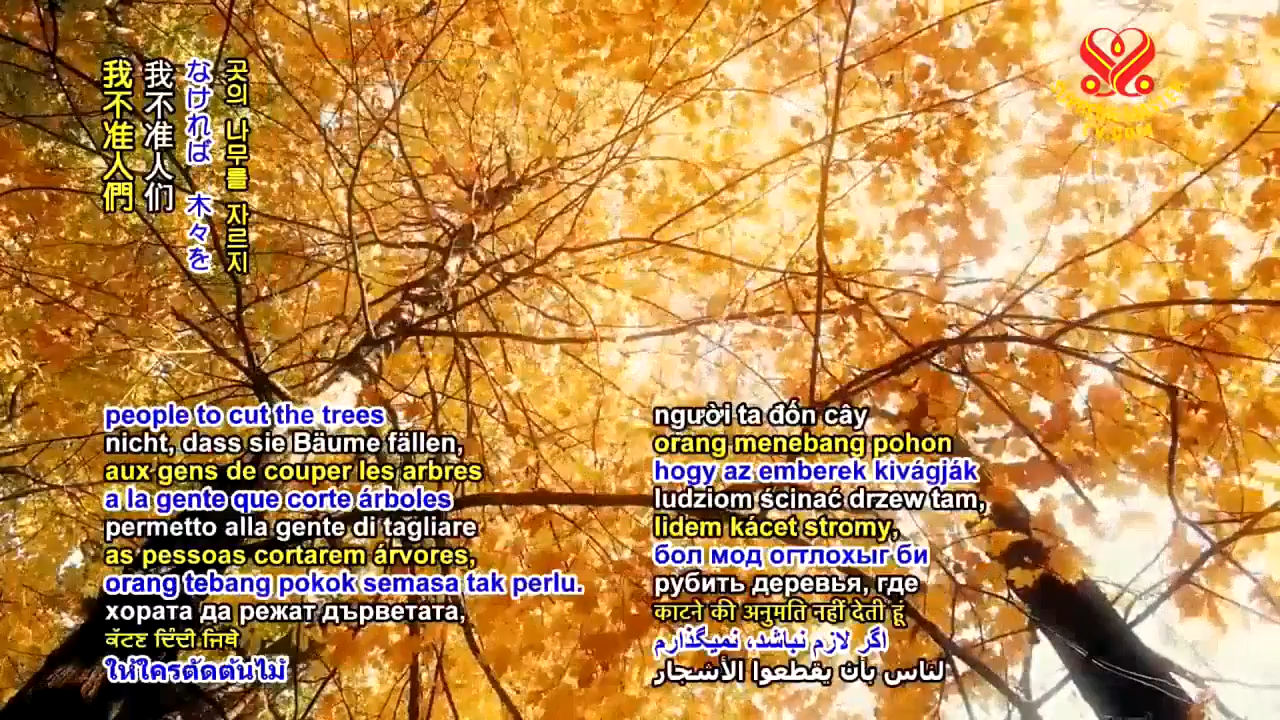 我不准人們
我不准人们
なければ 木々を
곳의 나무를 자르지
people to cut the trees
nicht, dass sie Bäume fällen,
aux gens de couper les arbres
a la gente que corte árboles
permetto alla gente di tagliare
as pessoas cortarem árvores,
orang tebang pokok semasa tak perlu.
хората да режат дърветата,
ਕੱਟਣ ਦਿੰਦੀ ਜਿਥੇ
ให้ใครตัดต้นไม้
người ta đốn cây
orang menebang pohon
hogy az emberek kivágják
ludziom ścinać drzew tam,
lidem kácet stromy,
бол мод огтлохыг би
рубить деревья, где
काटने की अनुमति नहीं देती हूं
اگر لازم نباشد، نمیگذارم
لناس بأن يقطعوا الأشجار